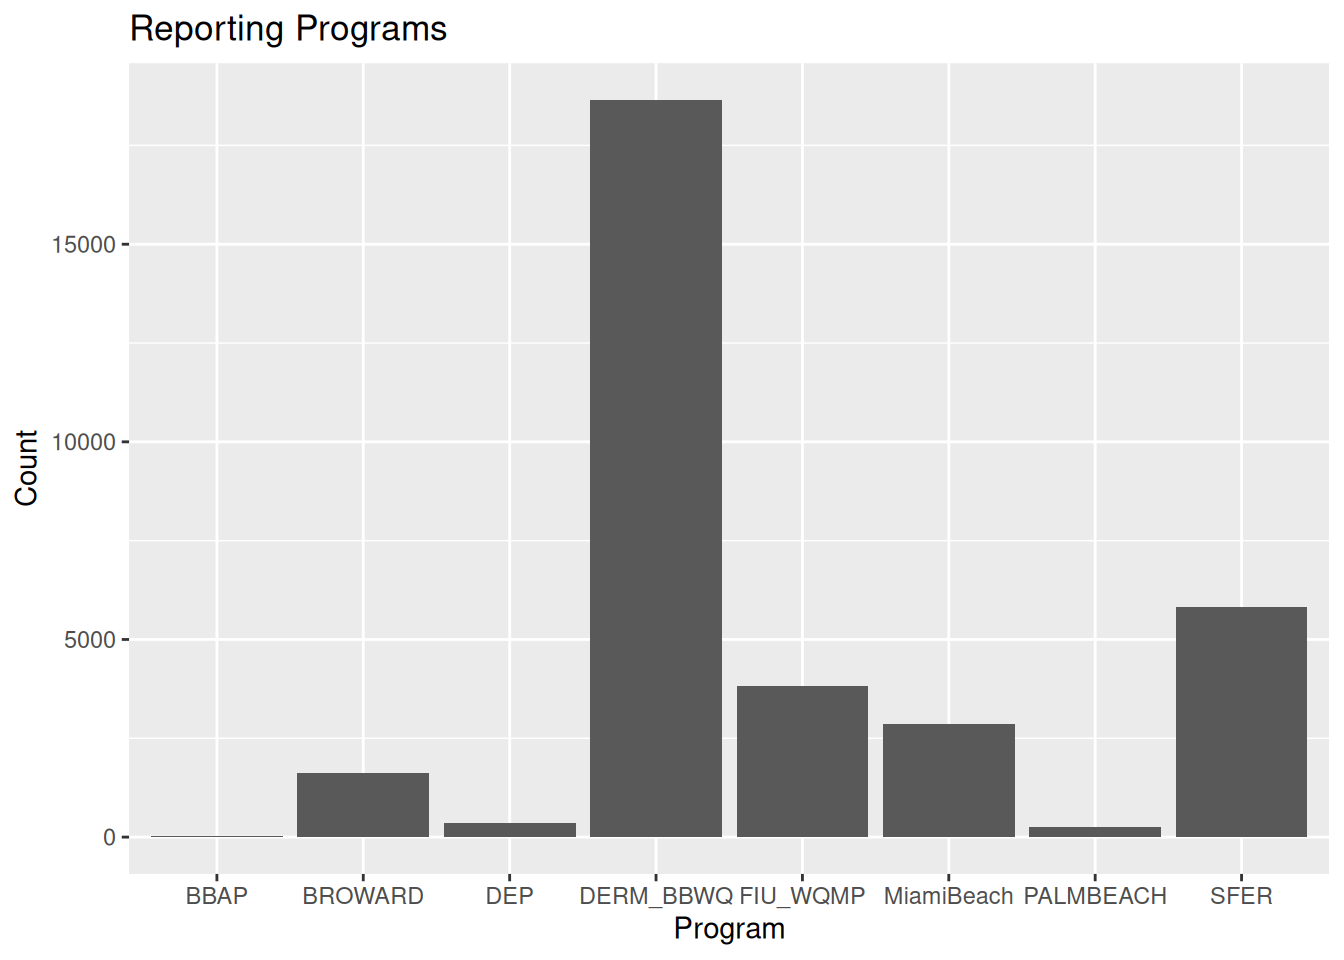 Reporting Programs
Count
15000
10000
5000
0
BBAP BROWARD DEP DERM_BBWQ FIU_WQMP MiamiBeach PALMBEACH SFER
Program